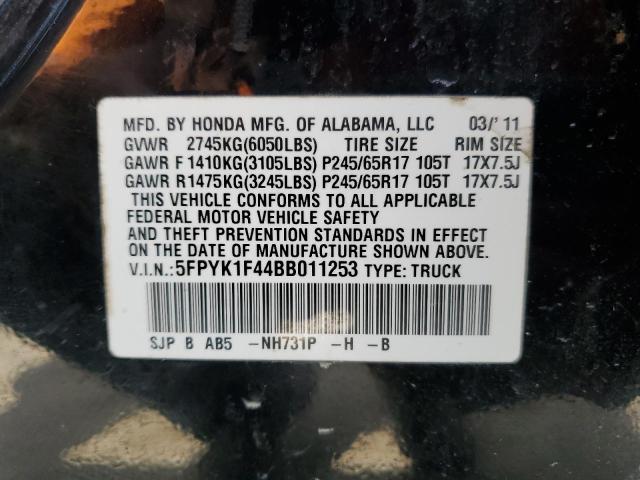 MFD. BY HONDA MFG. OF ALABAMA, LLC 03/'11
GVWR 2745KG(6050LBS) TIRE SIZE RIM SIZE
GAWR F 1410KG(3105LBS) P245/65R17 105T 17X7.5J
GAWR R1475KG(3245LBS) P245/65R17 105T 17X7.5J
THIS VEHICLE CONFORMS TO ALL APPLICABLE
FEDERAL MOTOR VEHICLE SAFETY
AND THEFT PREVENTION STANDARDS IN EFFECT
ON THE DATE OF MANUFACTURE SHOWN ABOVE.
V.I.N.:5FPYK1F44BB011253 TYPE: TRUCK
SJP B AB5 -NH731P -H -B